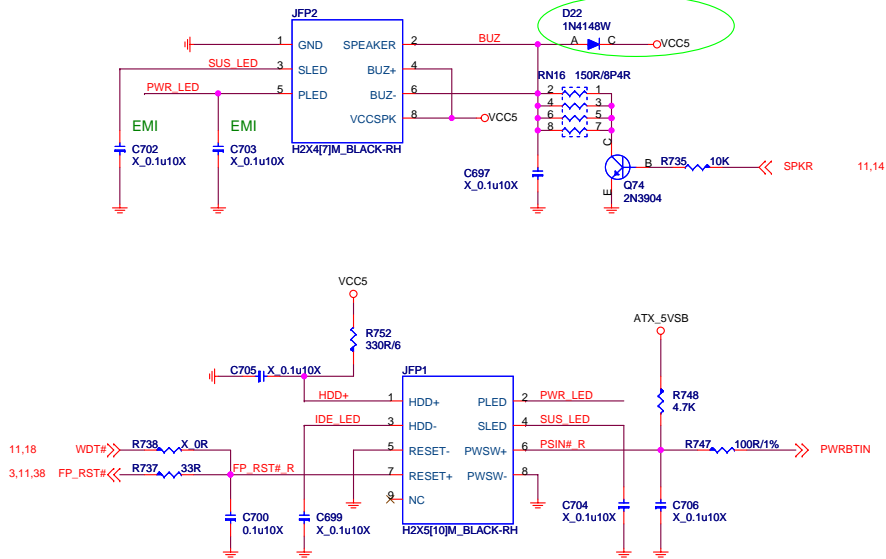 JFP2
D22
1N4148W
1 GND SPEAKER 2 BUZ A C VCC5
SUS_LED 3 SLED BUZ+ 4
PWR_LED 5 PLED BUZ- 6
VCCSPK 8 VCC5
RN16 150R/8P4R
2 1
4 3
6 5
8 7
EMI EMI
C702
X_0.1u10X
C703
X_0.1u10X
H2X4[7]M_BLACK-RH
C697
X_0.1u10X
C
B R735 10K SPKR 11,14
E Q74
2N3904
VCC5
R752
330R/6
ATX_5VSB
R748
4.7K
C705 X_0.1u10X
JFP1
HDD+ 1 HDD+ PLED 2 PWR_LED
IDE_LED 3 HDD- SLED 4 SUS_LED
11,18 WDT# R738 X_0R
5 RESET- PWSW+ 6 PSIN#_R R747 100R/1% PWRBTIN
3,11,38 FP_RST# R737 33R FP_RST#_R 7 RESET+ PWSW- 8
9 NC
C700
0.1u10X
C699
X_0.1u10X
H2X5[10]M_BLACK-RH
C704
X_0.1u10X
C706
X_0.1u10X